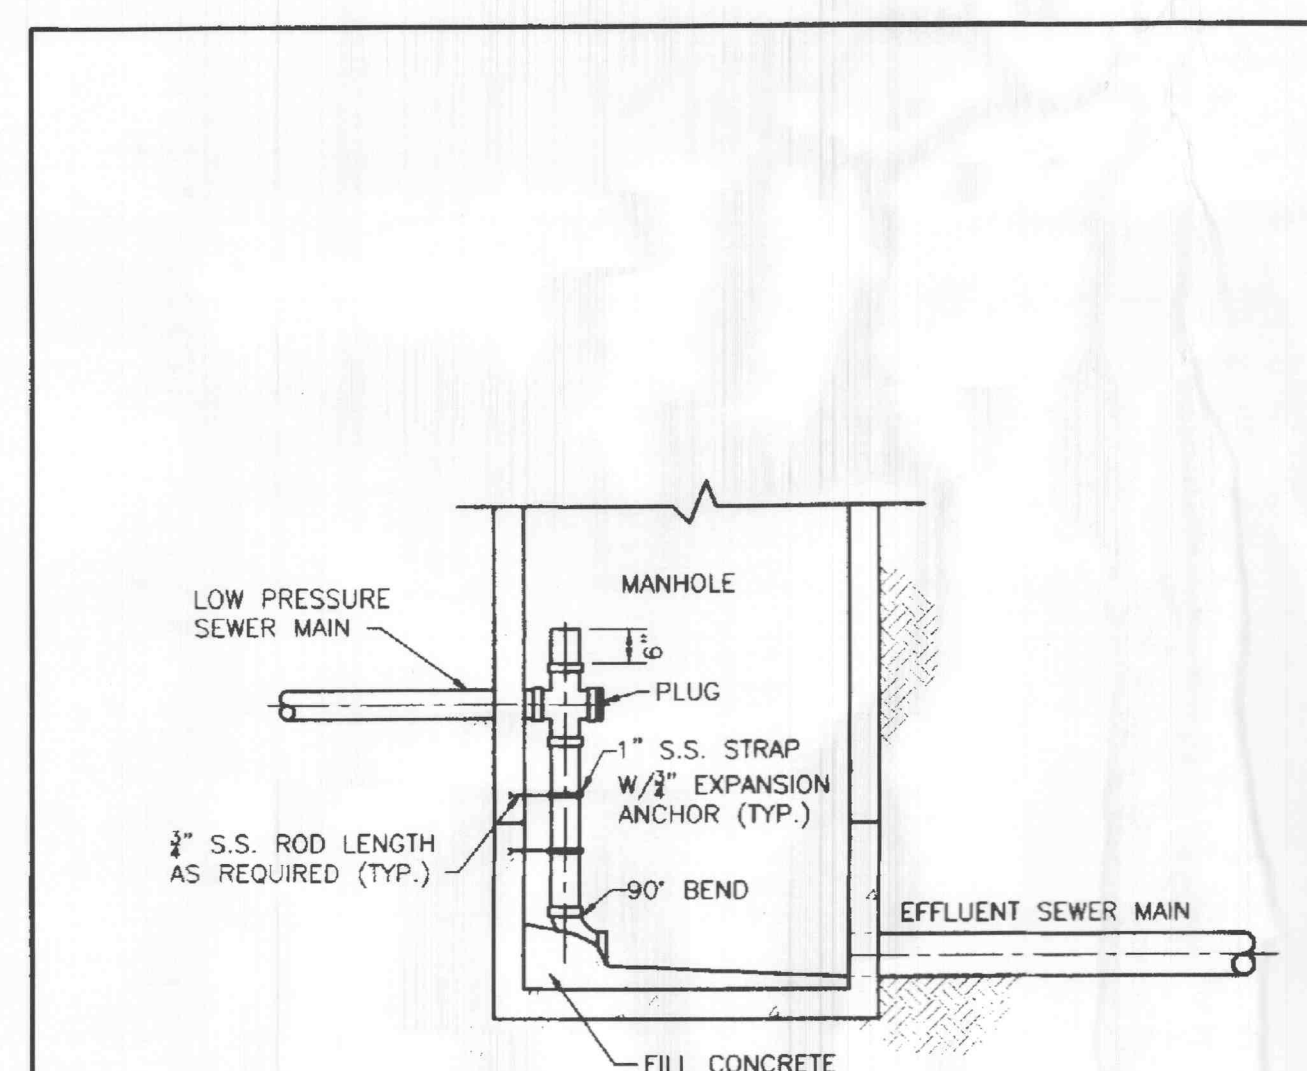 MANHOLE
LOW PRESSURE
SEWER MAIN
6"
PLUG
1" S.S. STRAP
W/¾" EXPANSION
ANCHOR (TYP.)
¾" S.S. ROD LENGTH
AS REQUIRED (TYP.)
90° BEND
EFFLUENT SEWER MAIN
FILL CONCRETE